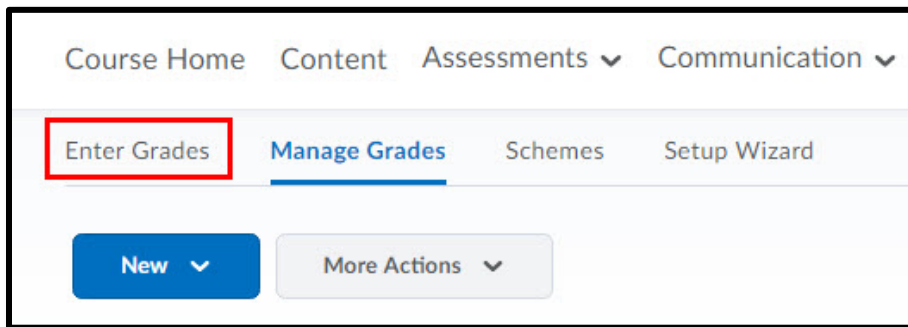 Course Home Content Assessments Communication
Enter Grades Manage Grades Schemes Setup Wizard
New More Actions